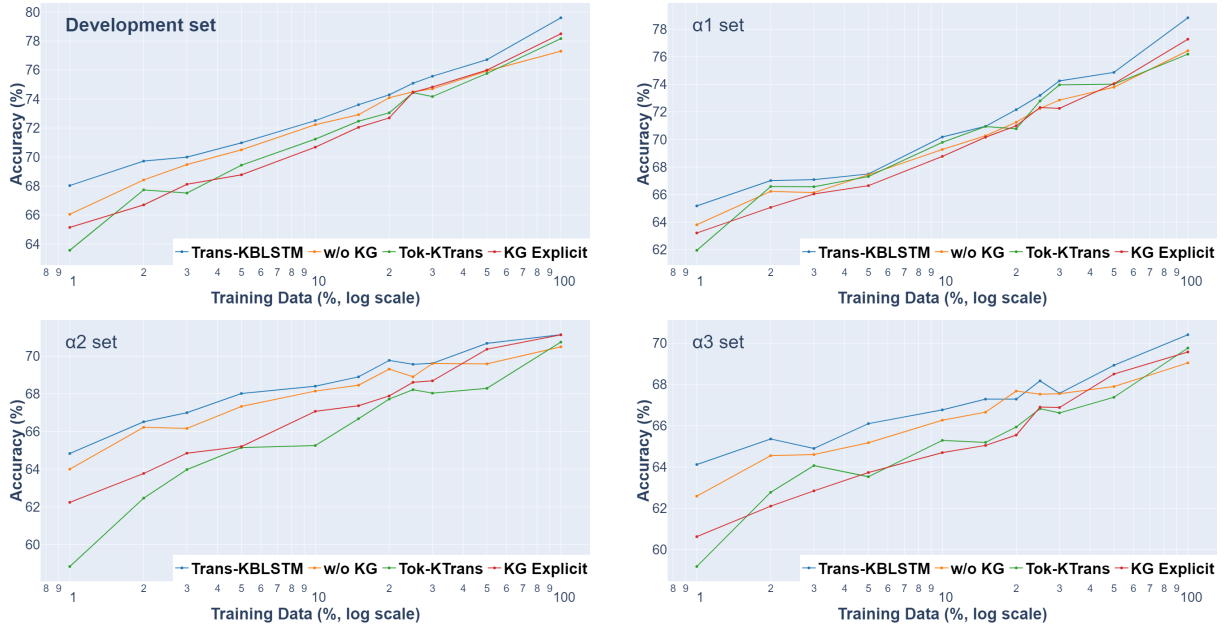 Development set
Accuracy (%)
80
78
76
74
72
70
68
66
64
Trans-KBLSTM w/o KG Tok-KTrans KG Explicit
8 9 1 2 3 4 5 6 7 8 9 10 2 3 4 5 6 7 8 9 100
Training Data (%, log scale)
α1 set
Accuracy (%)
78
76
74
72
70
68
66
64
62
Trans-KBLSTM w/o KG Tok-KTrans KG Explicit
8 9 1 2 3 4 5 6 7 8 9 10 2 3 4 5 6 7 8 9 100
Training Data (%, log scale)
α2 set
Accuracy (%)
70
68
66
64
62
60
Trans-KBLSTM w/o KG Tok-KTrans KG Explicit
8 9 1 2 3 4 5 6 7 8 9 10 2 3 4 5 6 7 8 9 100
Training Data (%, log scale)
α3 set
Accuracy (%)
70
68
66
64
62
60
Trans-KBLSTM w/o KG Tok-KTrans KG Explicit
8 9 1 2 3 4 5 6 7 8 9 10 2 3 4 5 6 7 8 9 100
Training Data (%, log scale)